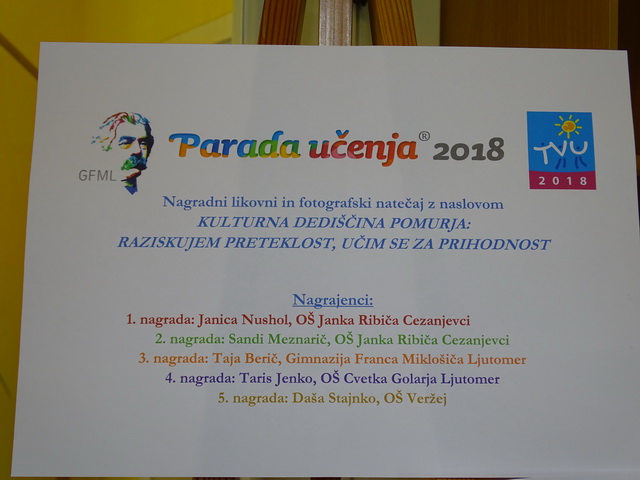 GFML
Parada učenja® 2018
TVU
2018
Nagradni likovni in fotografski natečaj z naslovom
KULTURNA DEDIŠČINA POMURJA:
RAZISKUJEM PRETEKLOST, UČIM SE ZA PRIHODNOST
Nagrajenci:
1. nagrada: Janica Nushol, OŠ Janka Ribiča Cezanjevci
2. nagrada: Sandi Meznarič, OŠ Janka Ribiča Cezanjevci
3. nagrada: Taja Berič, Gimnazija Franca Miklošiča Ljutomer
4. nagrada: Taris Jenko, OŠ Cvetka Golarja Ljutomer
5. nagrada: Daša Stajnko, OŠ Veržej